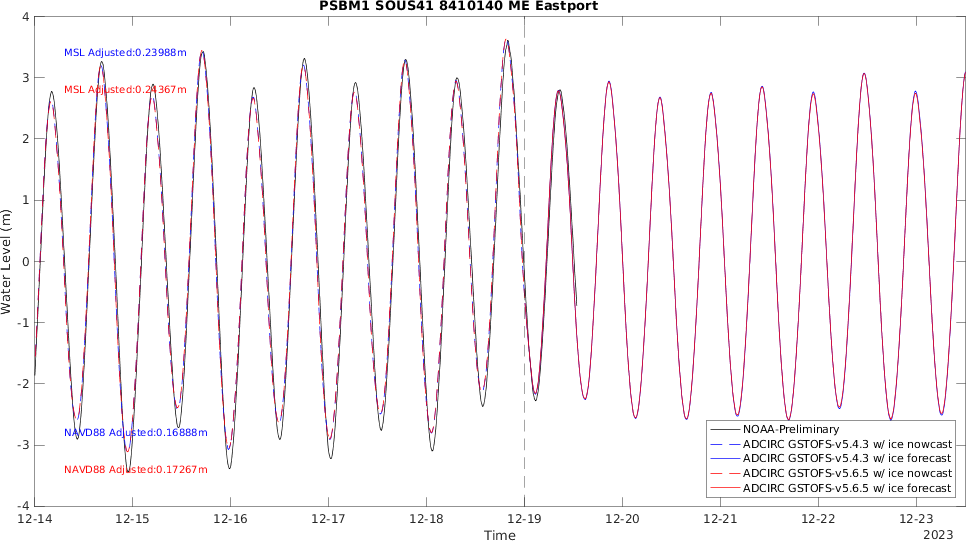 PSBM1 SOUS41 8410140 ME Eastport
4
MSL Adjusted:0.23988m
3
MSL Adjusted:0.24367m
2
1
0
Water Level (m)
-1
-2
NAVD88 Adjusted:0.16888m
-3
NAVD88 Adjusted:0.17267m
-4
NOAA-Preliminary
ADCIRC GSTOFS-v5.4.3 w/ ice nowcast
ADCIRC GSTOFS-v5.4.3 w/ ice forecast
ADCIRC GSTOFS-v5.6.5 w/ ice nowcast
ADCIRC GSTOFS-v5.6.5 w/ ice forecast
12-14 12-15 12-16 12-17 12-18 12-19 12-20 12-21 12-22 12-23
Time
2023